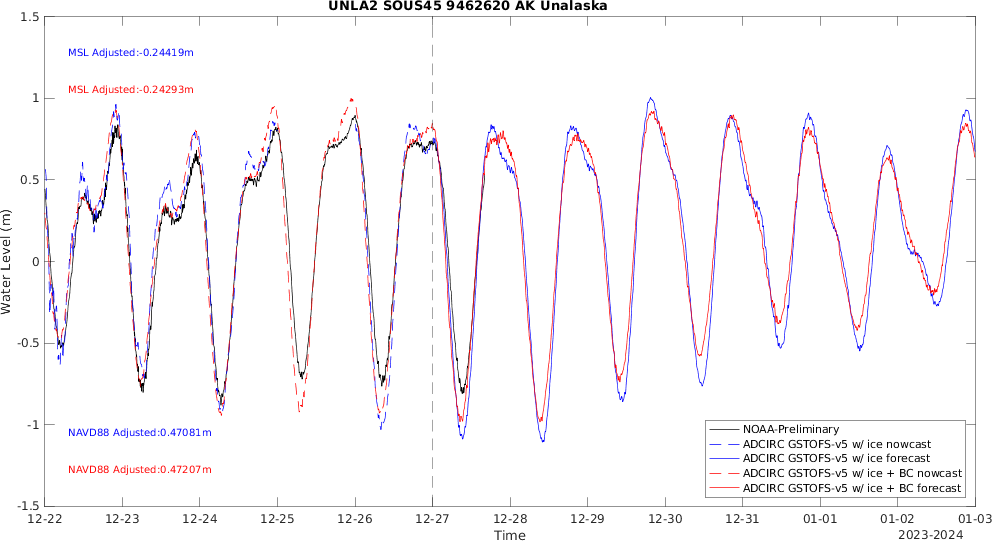 UNLA2 SOUS45 9462620 AK Unalaska
1.5
1
0.5
0
-0.5
-1
-1.5
Water Level (m)
MSL Adjusted:-0.24419m
MSL Adjusted:-0.24293m
NAVD88 Adjusted:0.47081m
NAVD88 Adjusted:0.47207m
NOAA-Preliminary
ADCIRC GSTOFS-v5 w/ ice nowcast
ADCIRC GSTOFS-v5 w/ ice forecast
ADCIRC GSTOFS-v5 w/ ice + BC nowcast
ADCIRC GSTOFS-v5 w/ ice + BC forecast
12-22 12-23 12-24 12-25 12-26 12-27 12-28 12-29 12-30 12-31 01-01 01-02 01-03
Time
2023-2024